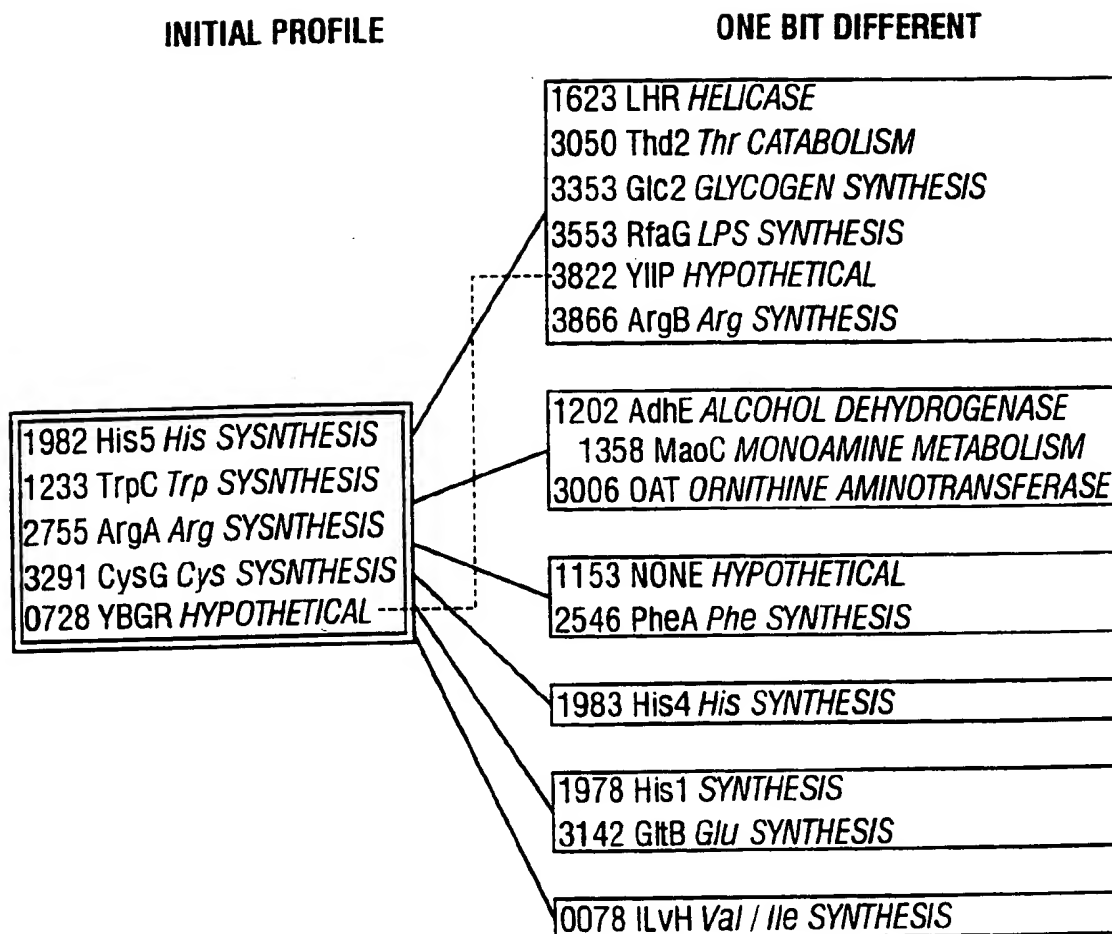 INITIAL PROFILE
ONE BIT DIFFERENT
1623 LHR HELICASE
3050 Thd2 Thr CATABOLISM
3353 Glc2 GLYCOGEN SYNTHESIS
3553 RfaG LPS SYNTHESIS
3822 YIIP HYPOTHETICAL
3866 ArgB Arg SYNTHESIS
1982 His5 His SYSNTHESIS
1233 TrpC Trp SYSNTHESIS
2755 ArgA Arg SYSNTHESIS
3291 CysG Cys SYSNTHESIS
0728 YBGR HYPOTHETICAL
1202 AdhE ALCOHOL DEHYDROGENASE
1358 MaoC MONOAMINE METABOLISM
3006 OAT ORNITHINE AMINOTRANSFERASE
1153 NONE HYPOTHETICAL
2546 PheA Phe SYNTHESIS
1983 His4 His SYNTHESIS
1978 His1 SYNTHESIS
3142 GltB Glu SYNTHESIS
0078 ILvH Val / Ile SYNTHESIS